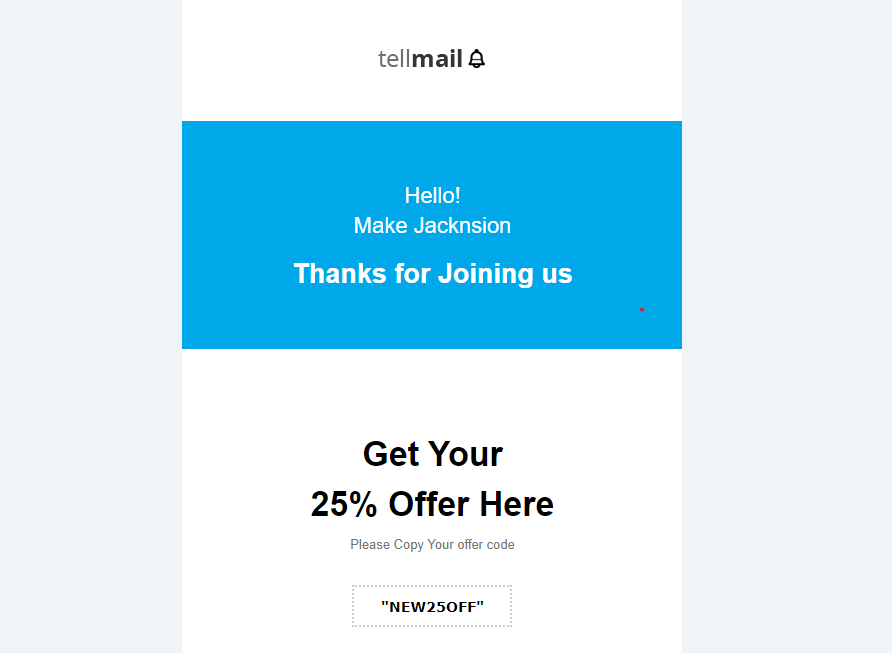 tellmail
Hello!
Make Jacknsion
Thanks for Joining us
Get Your
25% Offer Here
Please Copy Your offer code
"NEW25OFF"